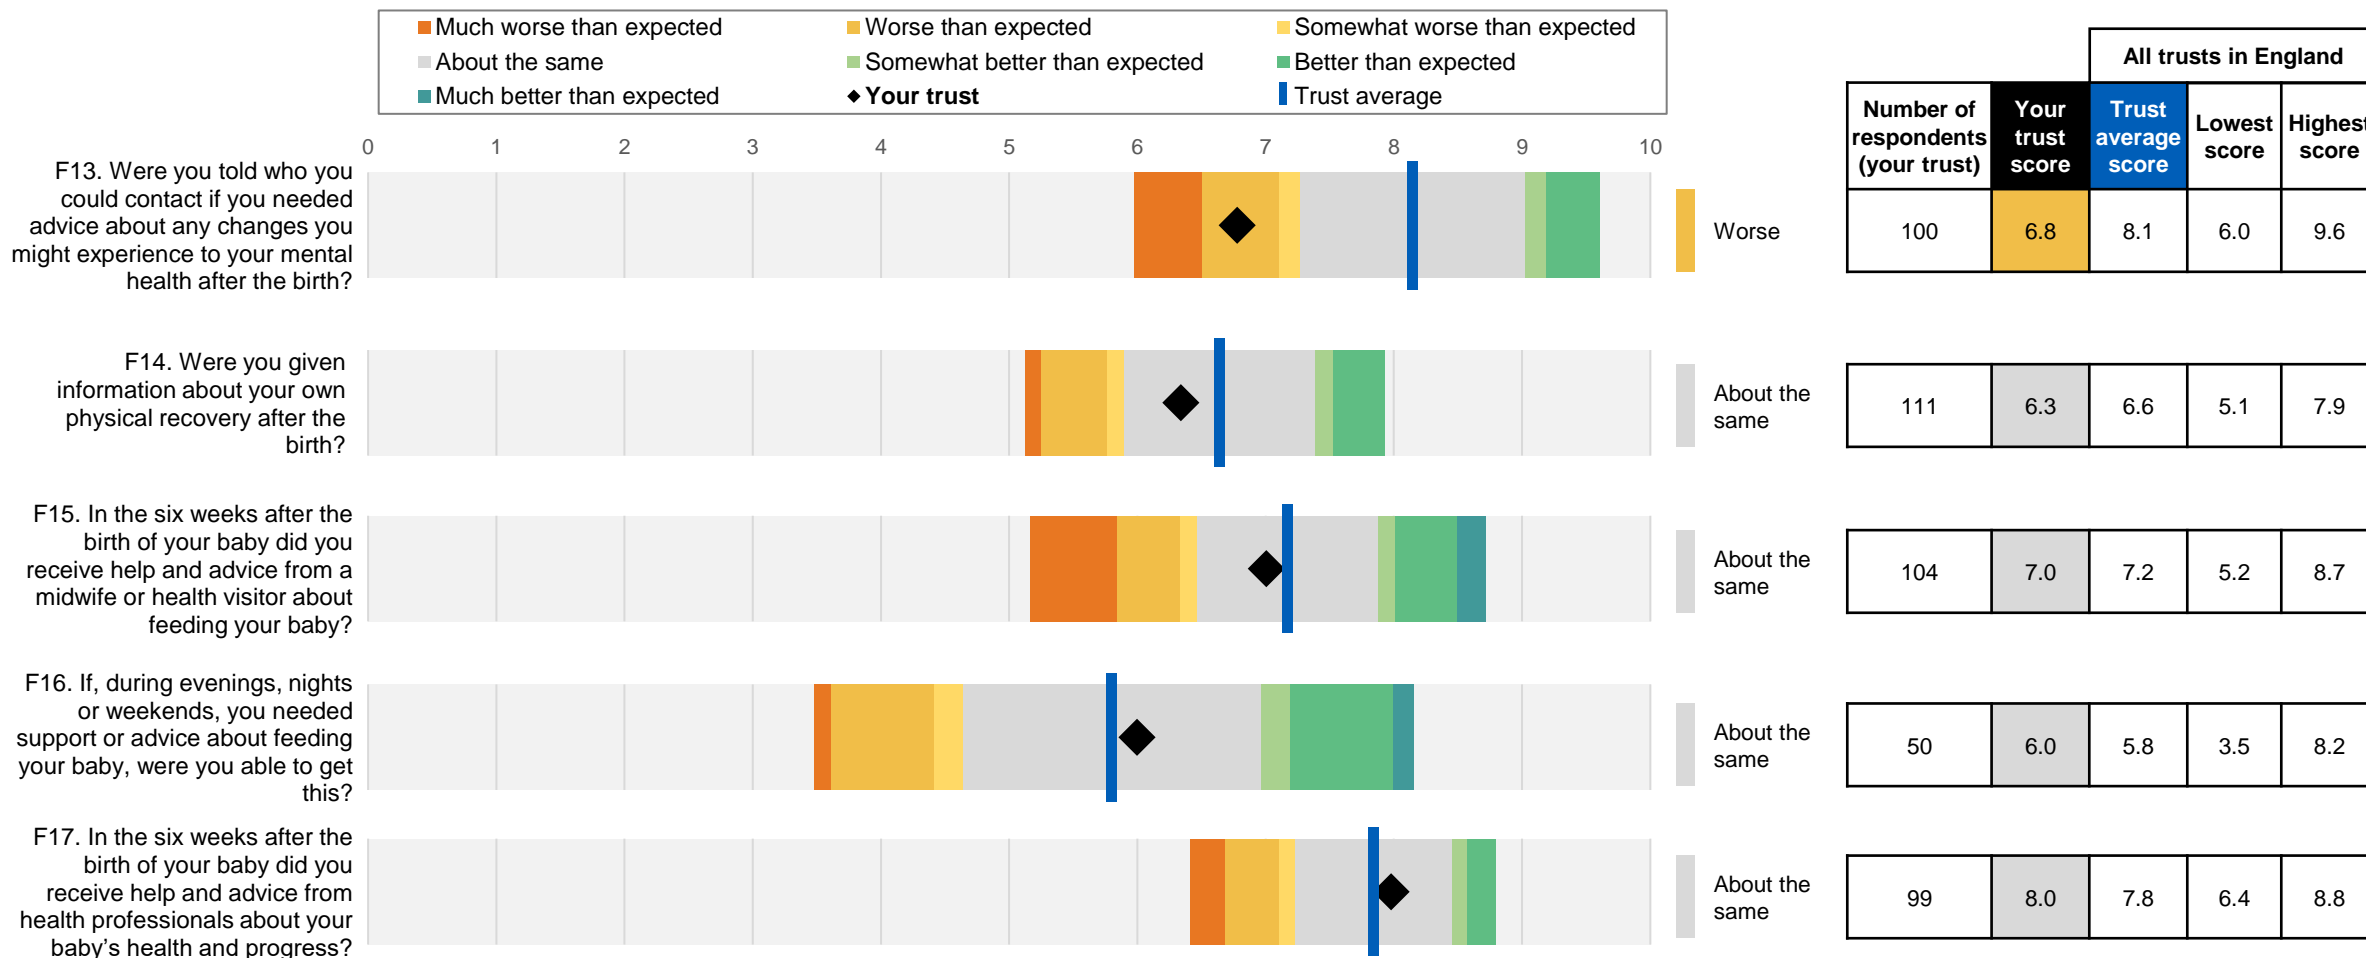 Much worse than expected
Worse than expected
Somewhat worse than expected
About the same
Somewhat better than expected
Better than expected
Much better than expected
Your trust
Trust average
All trusts in England
Number of
respondents
(your trust)
Your
trust
score
Trust
average
score
Lowest
score
Highest
score
0 1 2 3 4 5 6 7 8 9 10
F13. Were you told who you
could contact if you needed
advice about any changes you
might experience to your mental
health after the birth?
Worse
100 6.8 8.1 6.0 9.6
F14. Were you given
information about your own
physical recovery after the
birth?
About the
same
111 6.3 6.6 5.1 7.9
F15. In the six weeks after the
birth of your baby did you
receive help and advice from a
midwife or health visitor about
feeding your baby?
About the
same
104 7.0 7.2 5.2 8.7
F16. If, during evenings, nights
or weekends, you needed
support or advice about feeding
your baby, were you able to get
this?
About the
same
50 6.0 5.8 3.5 8.2
F17. In the six weeks after the
birth of your baby did you
receive help and advice from
health professionals about your
baby's health and progress?
About the
same
99 8.0 7.8 6.4 8.8